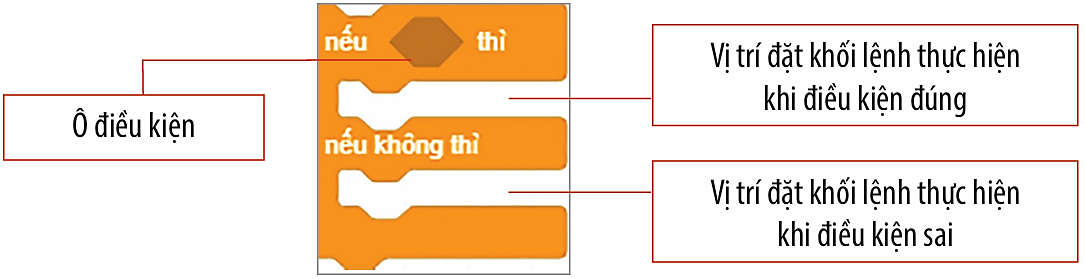 nếu thì
Ô điều kiện
Vị trí đặt khối lệnh thực hiện
khi điều kiện đúng
nếu không thì
Vị trí đặt khối lệnh thực hiện
khi điều kiện sai